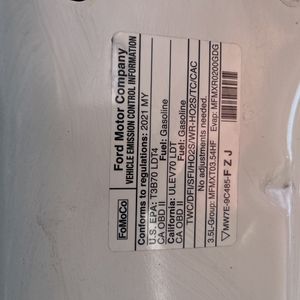 FoMoCo
Ford Motor Company
VEHICLE EMISSION CONTROL INFORMATION
Conforms to regulations: 2021 MY
U.S. EPA: T3B70 LDT4 Fuel: Gasoline
CA OBD II
California: ULEV70 LDT Fuel: Gasoline
CA OBD II
TWC/DFI/SFI/HO2S/WR-HO2S/TC/CAC
No adjustments needed.
3.5L-Group: MFMXT03.54HF Evap: MFMXR0200GDG
MW7E-9C485-FZJ